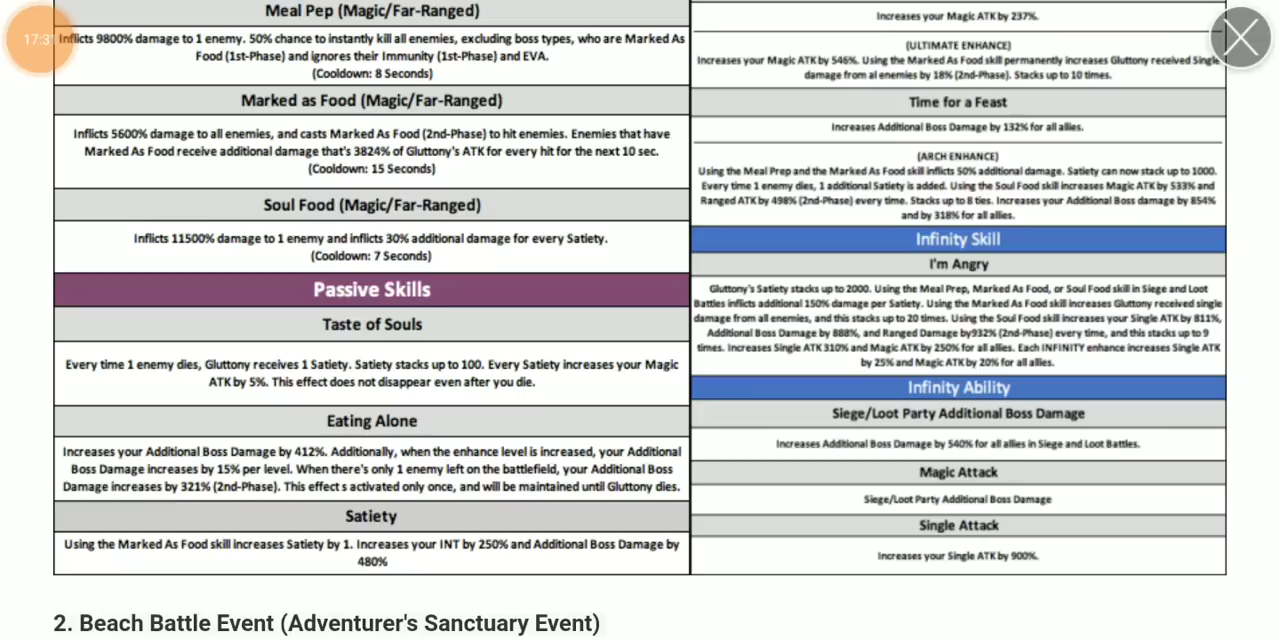 Meal Pep (Magic/Far-Ranged)
17:3
Inflicts 9800% damage to 1 enemy. 50% chance to instantly kill all enemies, excluding boss types, who are Marked As
Food (1st-Phase) and ignores their Immunity (1st-Phase) and EVA.
(Cooldown: 8 Seconds)
Marked as Food (Magic/Far-Ranged)
Inflicts 5600% damage to all enemies, and casts Marked As Food (2nd-Phase) to hit enemies. Enemies that have
Marked As Food receive additional damage that's 3824% of Gluttony's ATK for every hit for the next 10 sec.
(Cooldown: 15 Seconds)
Soul Food (Magic/Far-Ranged)
Inflicts 11500% damage to 1 enemy and inflicts 30% additional damage for every Satiety.
(Cooldown: 7 Seconds)
Passive Skills
Taste of Souls
Every time 1 enemy dies, Gluttony receives 1 Satiety. Satiety stacks up to 100. Every Satiety increases your Magic
ATK by 5%. This effect does not disappear even after you die.
Eating Alone
Increases your Additional Boss Damage by 412%. Additionally, when the enhance level is increased, your Additional
Boss Damage increases by 15% per level. When there's only 1 enemy left on the battlefield, your Additional Boss
Damage increases by 321% (2nd-Phase). This effect s activated only once, and will be maintained until Gluttony dies.
Satiety
Using the Marked As Food skill increases Satiety by 1. Increases your INT by 250% and Additional Boss Damage by
480%
Increases your Magic ATK by 237%.
(ULTIMATE ENHANCE)
Increases your Magic ATK by 546%. Using the Marked As Food skill permanently increases Gluttony received Single
damage from al enemies by 18% (2nd-Phase). Stacks up to 10 times.
Time for a Feast
Increases Additional Boss Damage by 132% for all allies.
(ARCH ENHANCE)
Using the Meal Prep and the Marked As Food skill inflicts 50% additional damage. Satiety can now stack up to 1000.
Every time 1 enemy dies, 1 additional Satiety is added. Using the Soul Food skill increases Magic ATK by 533% and
Ranged ATK by 498% (2nd-Phase) every time. Stacks up to 8 ties. Increases your Additional Boss damage by 854%
and by 318% for all allies.
Infinity Skill
I'm Angry
Gluttony's Satiety stacks up to 2000. Using the Meal Prep, Marked As Food, or Soul Food skill in Siege and Loot
Battles inflicts additional 150% damage per Satiety. Using the Marked As Food skill increases Gluttony received single
damage from all enemies, and this stacks up to 20 times. Using the Soul Food skill increases your Single ATK by 811%,
Additional Boss Damage by 888%, and Ranged Damage by932% (2nd-Phase) every time, and this stacks up to 9
times. Increases Single ATK 310% and Magic ATK by 250% for all allies. Each INFINITY enhance increases Single ATK
by 25% and Magic ATK by 20% for all allies.
Infinity Ability
Siege/Loot Party Additional Boss Damage
Increases Additional Boss Damage by 540% for all allies in Siege and Loot Battles.
Magic Attack
Siege/Loot Party Additional Boss Damage
Single Attack
Increases your Single ATK by 900%.
2. Beach Battle Event (Adventurer's Sanctuary Event)